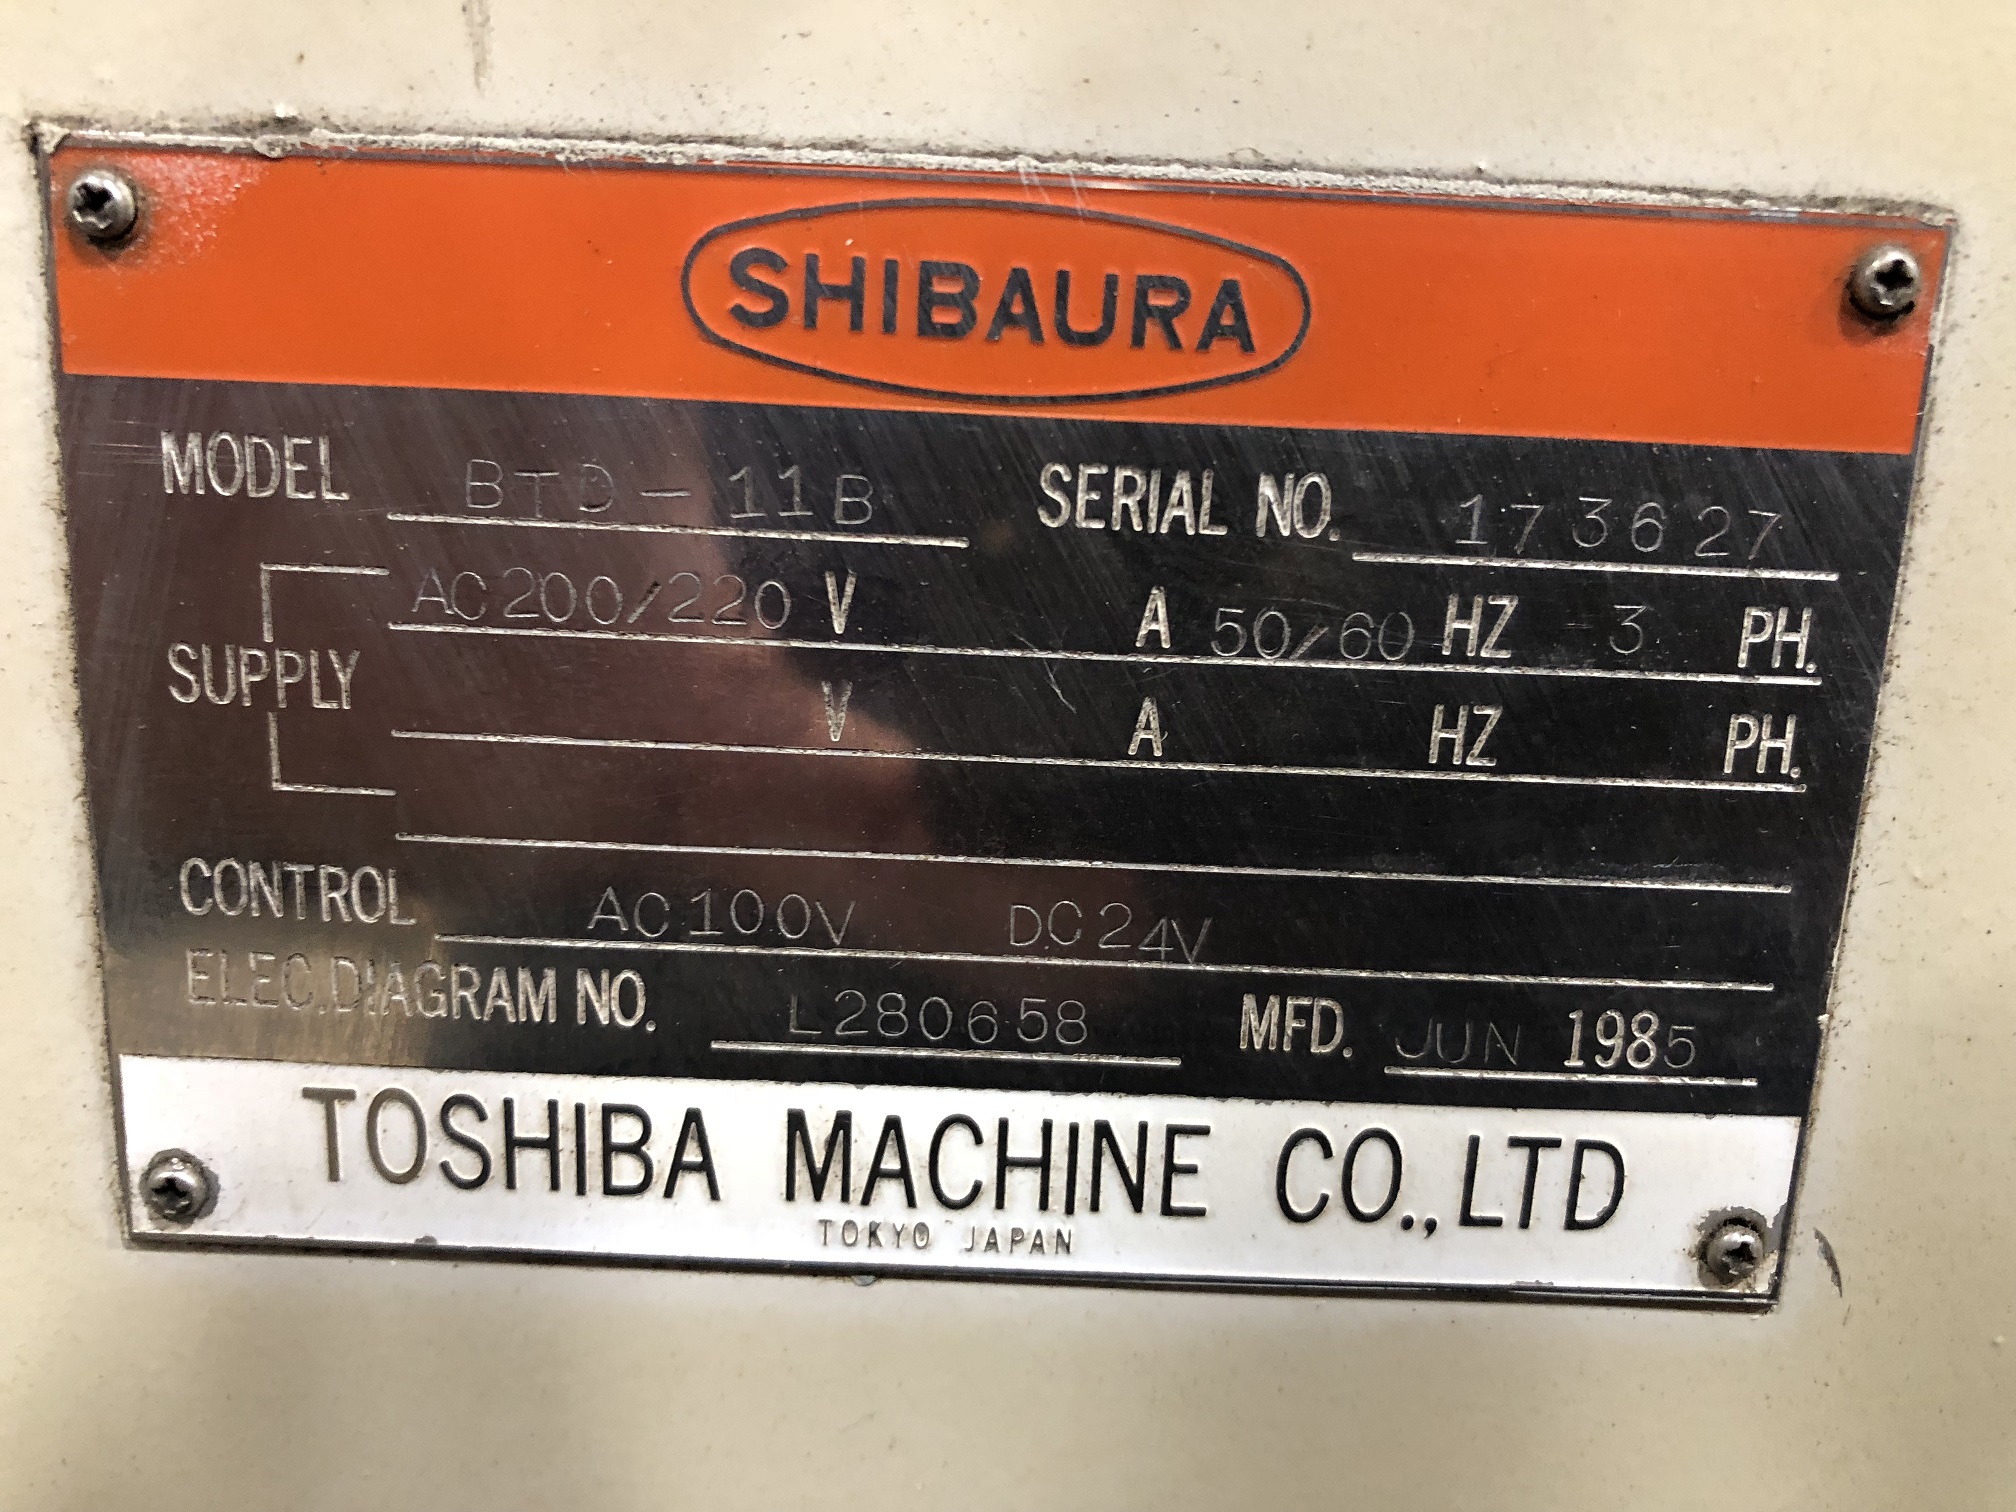 SHIBAURA
MODEL BTD-11B SERIAL NO. 173627
AC200/220 V A 50/60 HZ 3 PH.
SUPPLY
V A HZ PH.
CONTROL AC100V DC24V
ELEC.DIAGRAM NO. L280658 MFD. JUN 1985
TOSHIBA MACHINE CO.,LTD
TOKYO JAPAN